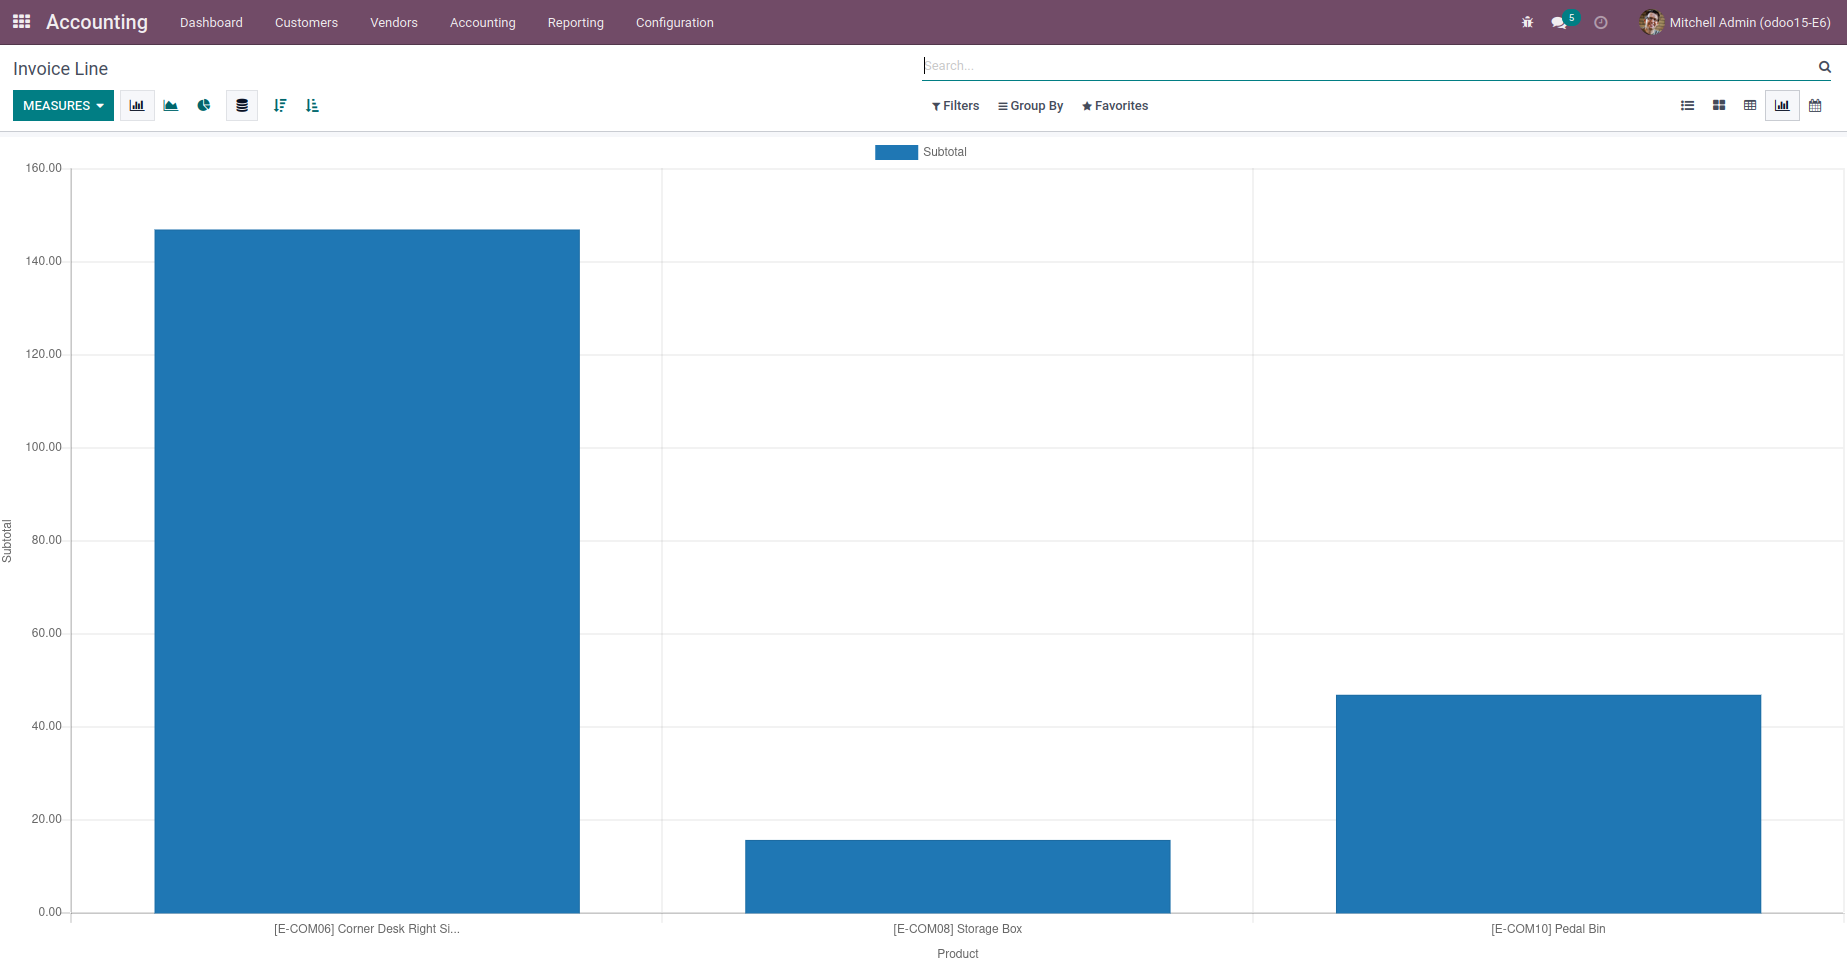 Accounting Dashboard Customers Vendors Accounting Reporting Configuration 5 Mitchell Admin (odoo15-E6)
Invoice Line Search...
MEASURES Filters Group By Favorites
Subtotal
160.00
140.00
120.00
100.00
80.00
60.00
40.00
20.00
0.00
Subtotal
[E-COM06] Corner Desk Right Si... [E-COM08] Storage Box [E-COM10] Pedal Bin
Product